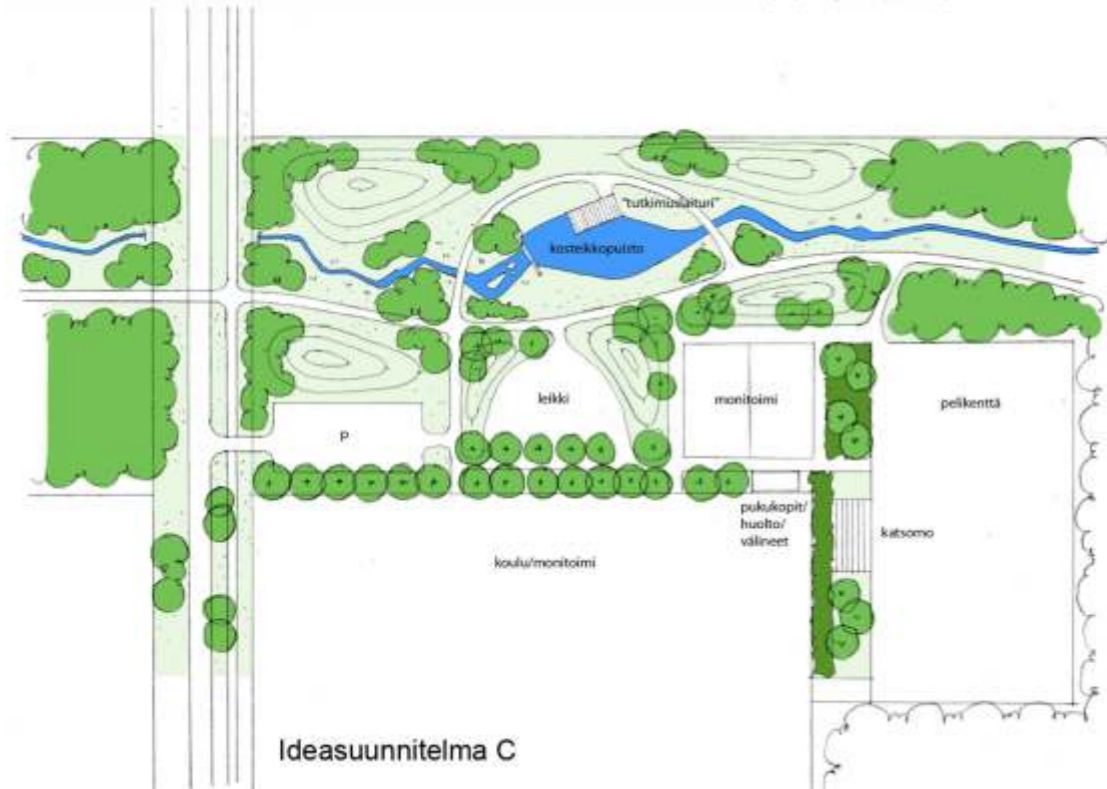 "tutkimuslaituri"
kosteikkopuisto
leikki
monitoimi
pelikenttä
P
pukukopit/
huolto/
välineet
katsomo
koulu/monitoimi
Ideasuunnitelma C